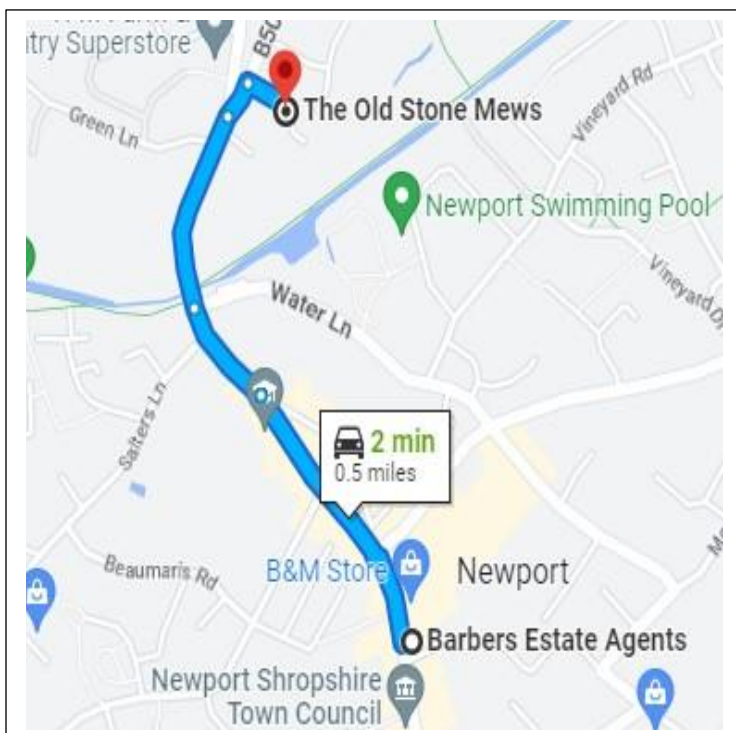 ntry Superstore
B50
The Old Stone Mews
Green Ln
Vineyard Rd
Newport Swimming Pool
Vineyard Dr
Water Ln
Salters Ln
2 min
0.5 miles
B&M Store
Newport
Beaumaris Rd
Barbers Estate Agents
Newport Shropshire
Town Council